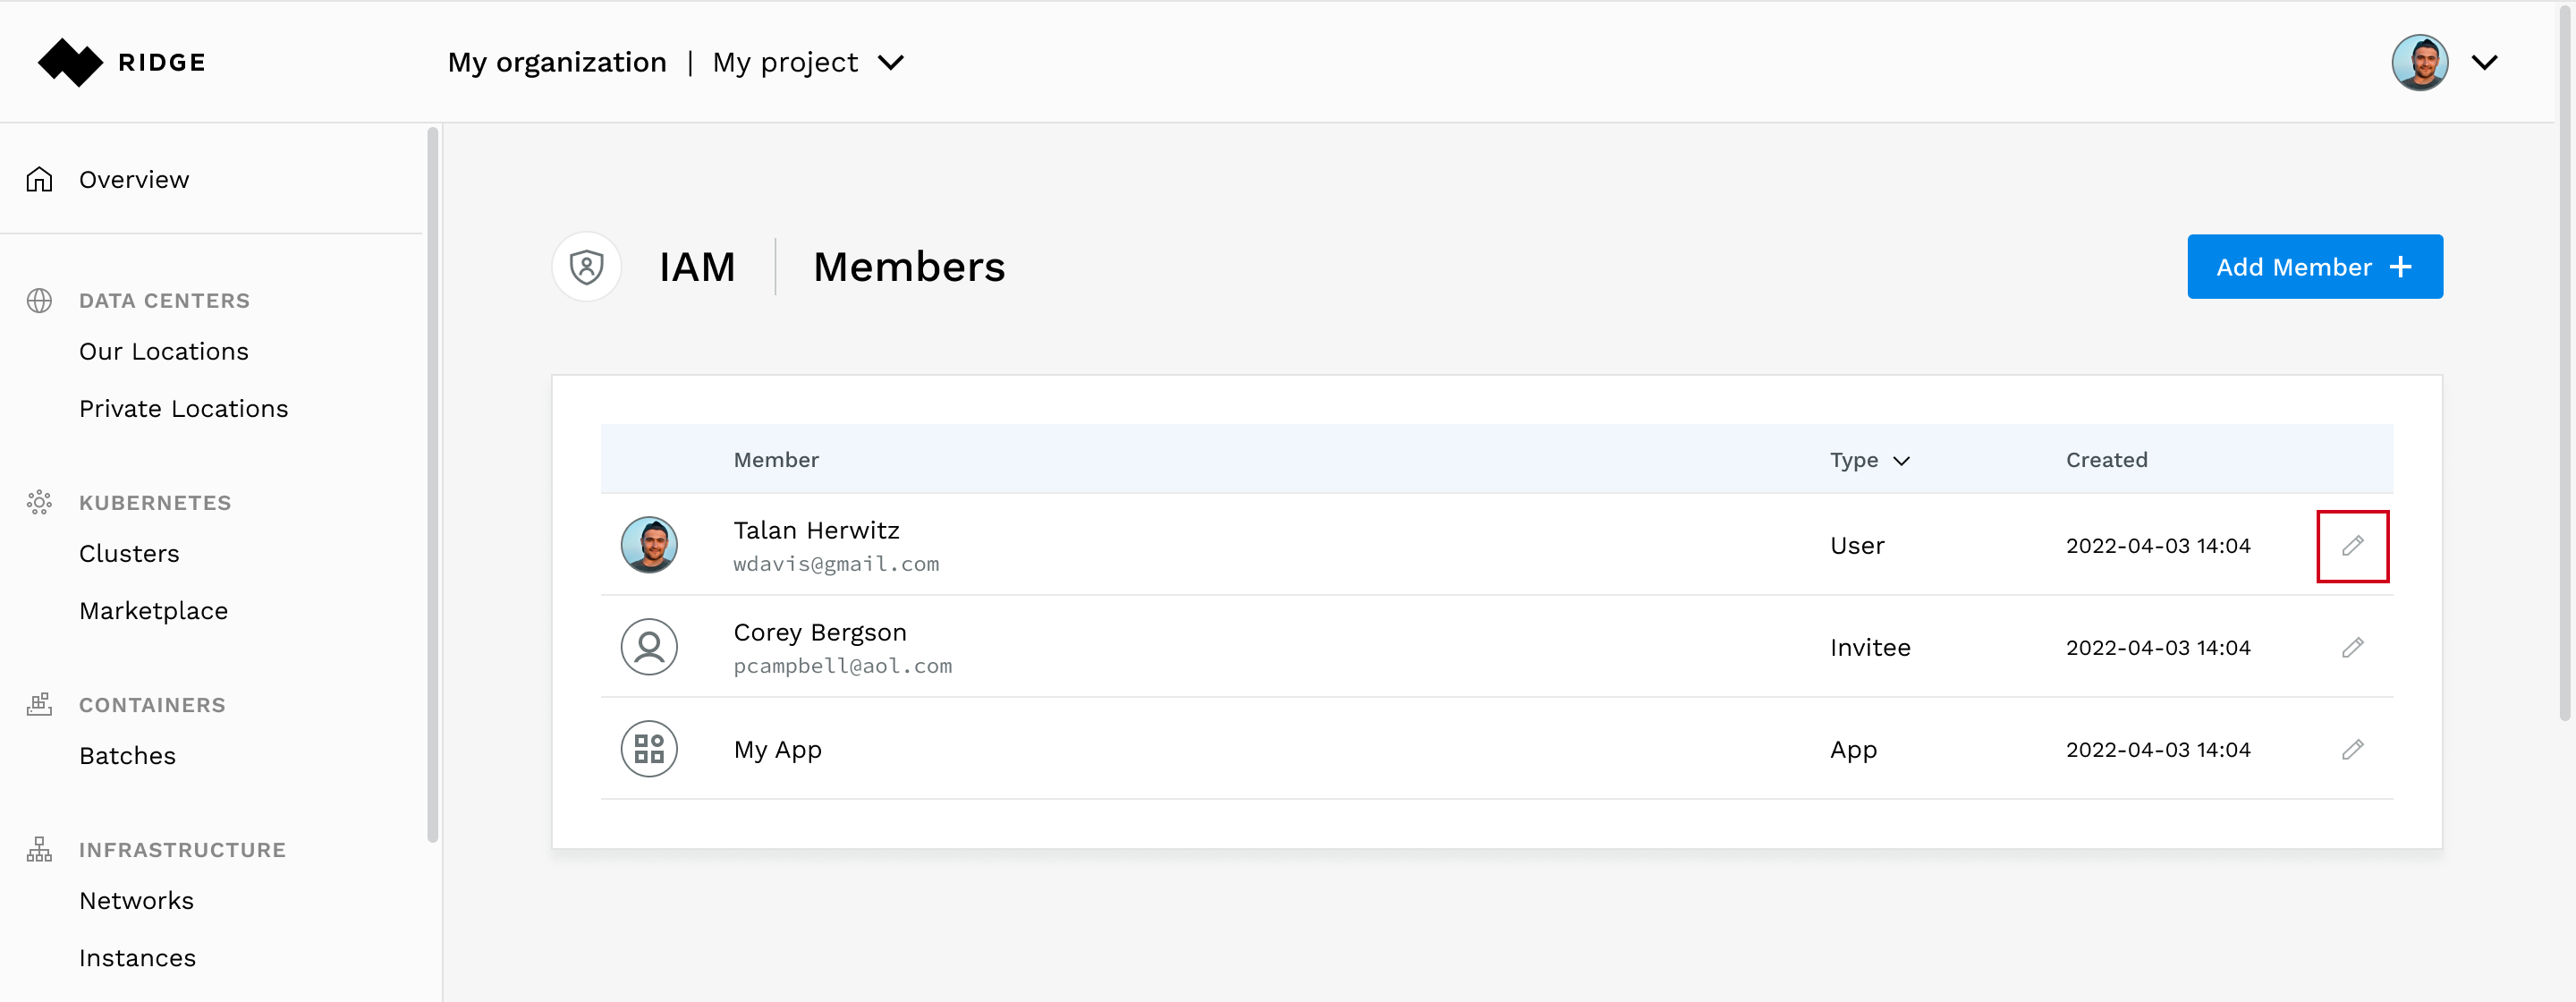 RIDGE
My organization | My project
Overview
DATA CENTERS
Our Locations
Private Locations
KUBERNETES
Clusters
Marketplace
CONTAINERS
Batches
INFRASTRUCTURE
Networks
Instances
IAM | Members
Add Member +
Member Type Created
Talan Herwitz
wdavis@gmail.com
User 2022-04-03 14:04
Corey Bergson
pcampbell@aol.com
Invitee 2022-04-03 14:04
My App App 2022-04-03 14:04